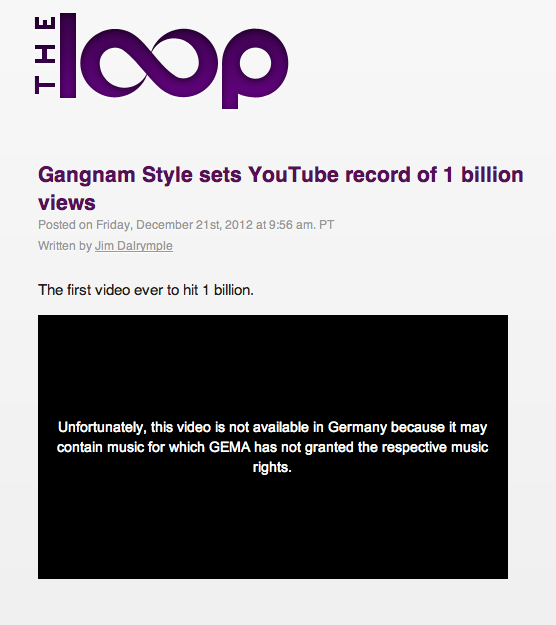 THE loop
Gangnam Style sets YouTube record of 1 billion
views
Posted on Friday, December 21st, 2012 at 9:56 am. PT
Written by Jim Dalrymple
The first video ever to hit 1 billion.
Unfortunately, this video is not available in Germany because it may
contain music for which GEMA has not granted the respective music
rights.